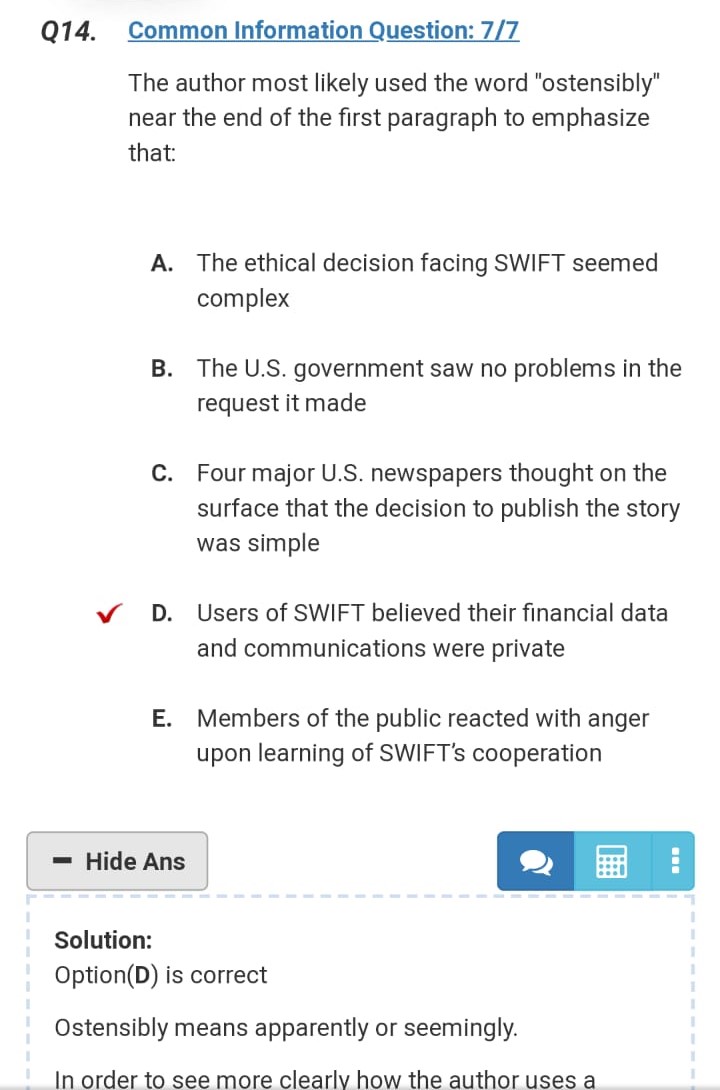 Q14. Common Information Question: 7/7
The author most likely used the word "ostensibly"
near the end of the first paragraph to emphasize
that:
A. The ethical decision facing SWIFT seemed
complex
B. The U.S. government saw no problems in the
request it made
C. Four major U.S. newspapers thought on the
surface that the decision to publish the story
was simple
D. Users of SWIFT believed their financial data
and communications were private
E. Members of the public reacted with anger
upon learning of SWIFT's cooperation
Hide Ans
Solution:
Option(D) is correct
Ostensibly means apparently or seemingly.
In order to see more clearly how the author uses a